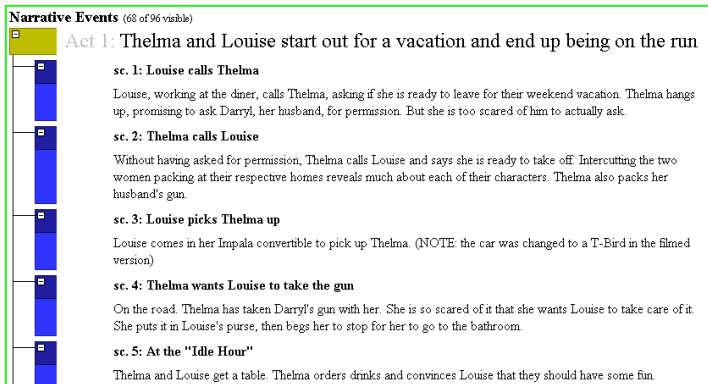 Narrative Events (68 of 96 visible)
Act 1: Thelma and Louise start out for a vacation and end up being on the run
sc. 1: Louise calls Thelma
Louise, working at the diner, calls Thelma, asking if she is ready to leave for their weekend vacation. Thelma hangs
up, promising to ask Darryl, her husband, for permission. But she is too scared of him to actually ask.
sc. 2: Thelma calls Louise
Without having asked for permission, Thelma calls Louise and says she is ready to take off. Intercutting the two
women packing at their respective homes reveals much about each of their characters. Thelma also packs her
husband's gun.
sc. 3: Louise picks Thelma up
Louise comes in her Impala convertible to pick up Thelma. (NOTE: the car was changed to a T-Bird in the filmed
version)
sc. 4: Thelma wants Louise to take the gun
On the road. Thelma has taken Darryl's gun with her. She is so scared of it that she wants Louise to take care of it.
She puts it in Louise's purse, then begs her to stop for her to go to the bathroom.
sc. 5: At the "Idle Hour"
Thelma and Louise get a table. Thelma orders drinks and convinces Louise that they should have some fun.